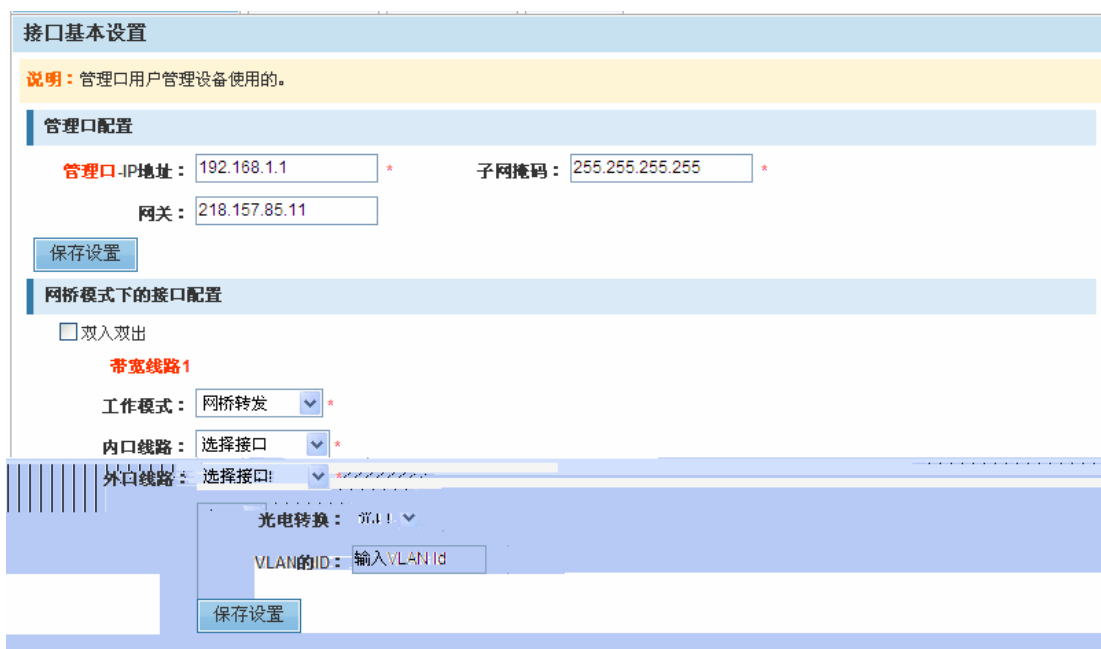 接口基本设置
说明：管理口用户管理设备使用的。
管理口配置
管理口-IP地址： 192.168.1.1 * 子网掩码： 255.255.255.255 *
网关： 218.157.85.11
保存设置
网桥模式下的接口配置
双入双出
带宽线路1
工作模式： 网桥转发 *
内口线路： 选择接口 *
外口线路： 选择接口 *
光电转换：
VLAN的ID： 输入VLAN Id
保存设置